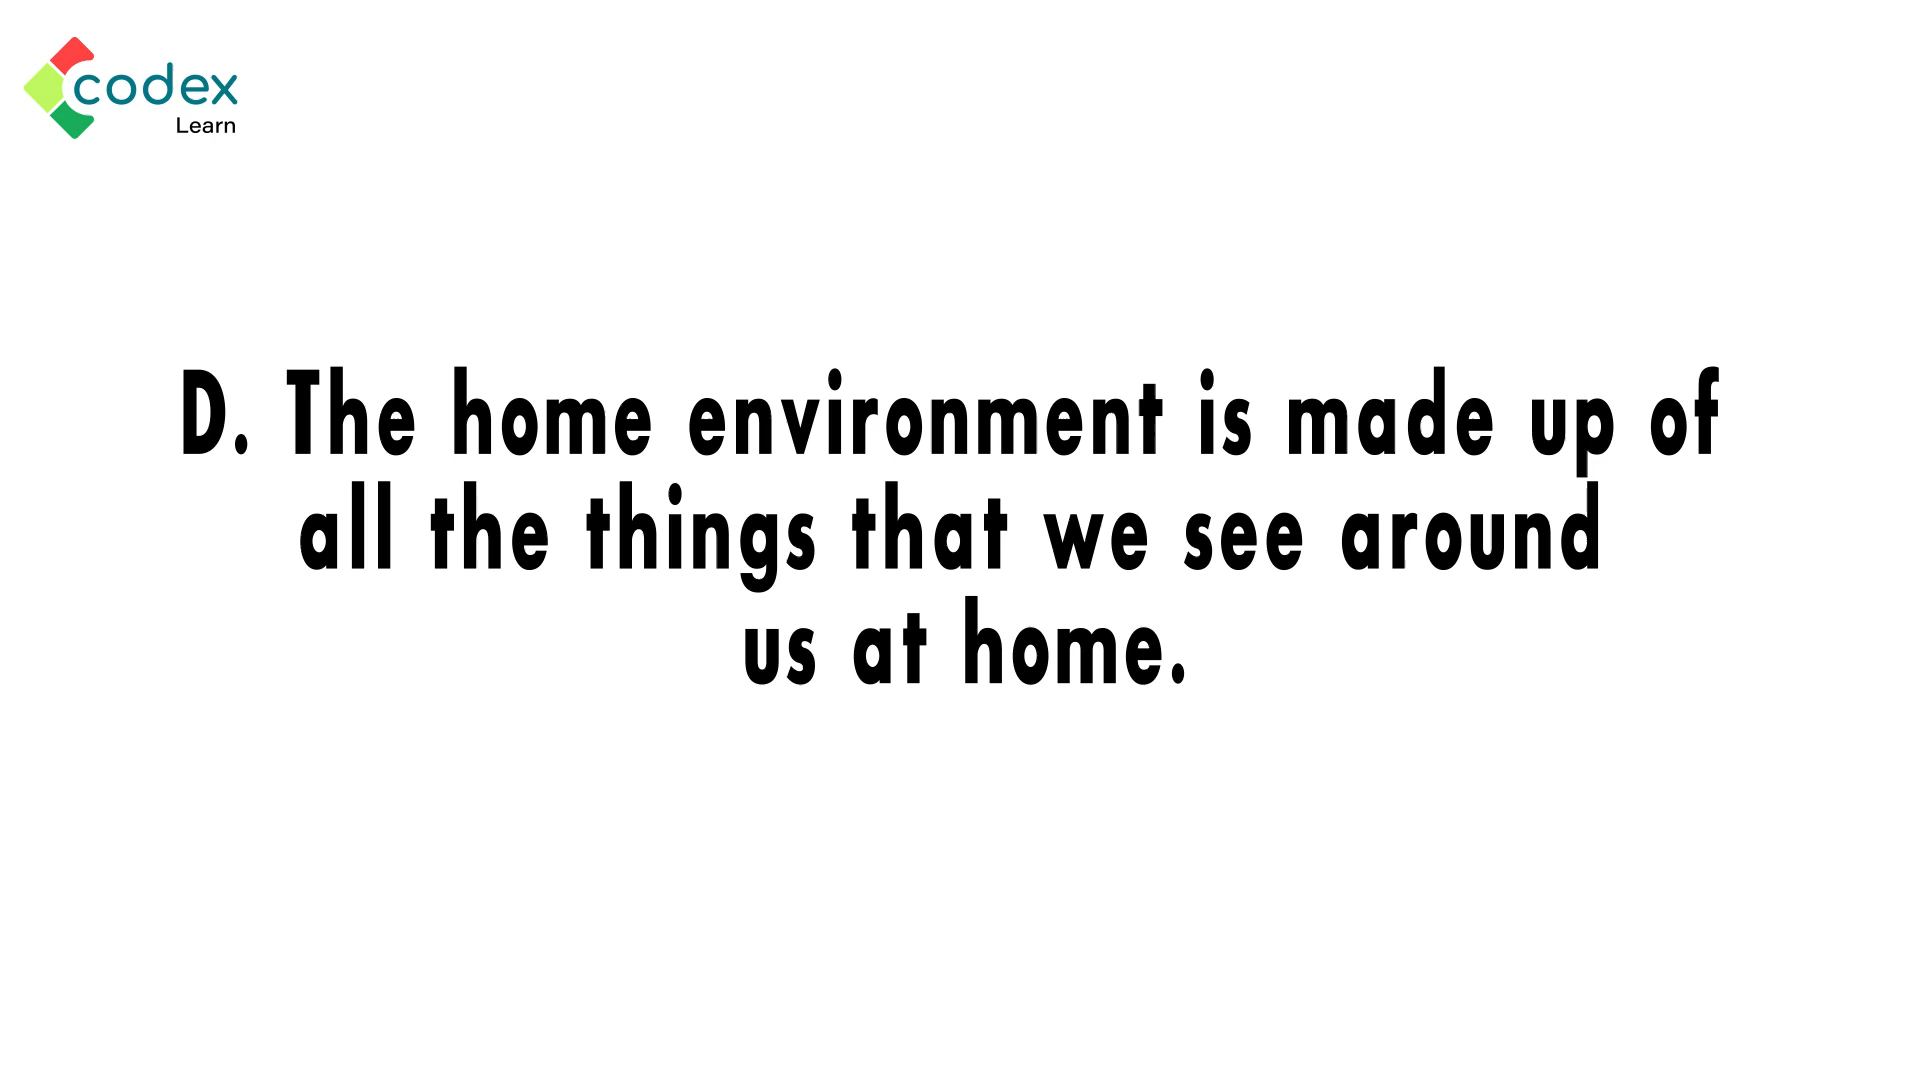 codex
Learn
D. The home environment is made up of
all the things that we see around
us at home.